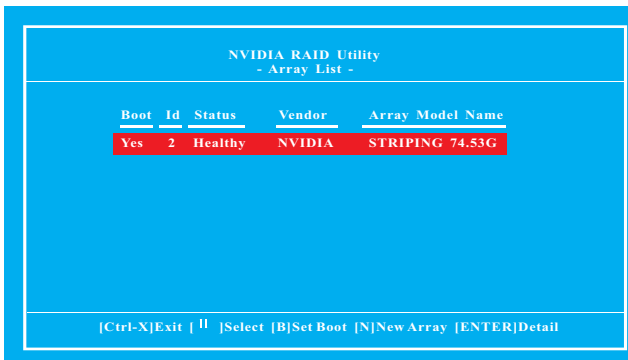 NVIDIA RAID Utility
- Array List -
Boot Id Status Vendor Array Model Name
Yes 2 Healthy NVIDIA STRIPING 74.53G
[Ctrl-X]Exit [ ]Select [B]Set Boot [N]New Array [ENTER]Detail